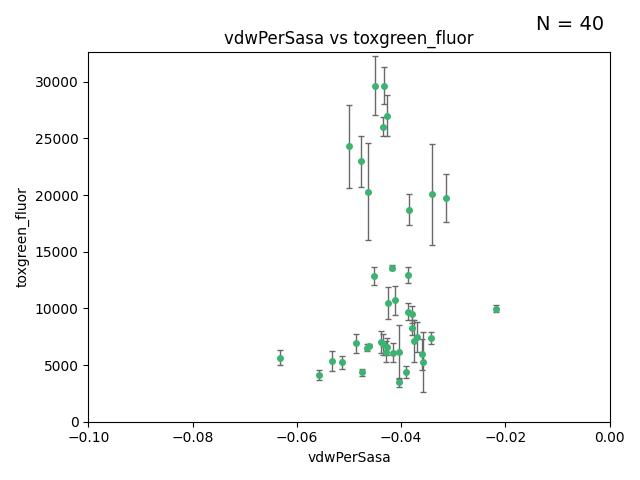 N = 40
vdwPerSasa vs toxgreen_fluor
30000
25000
20000
15000
10000
5000
0
toxgreen_fluor
−0.10 −0.08 −0.06 −0.04 −0.02 0.00
vdwPerSasa